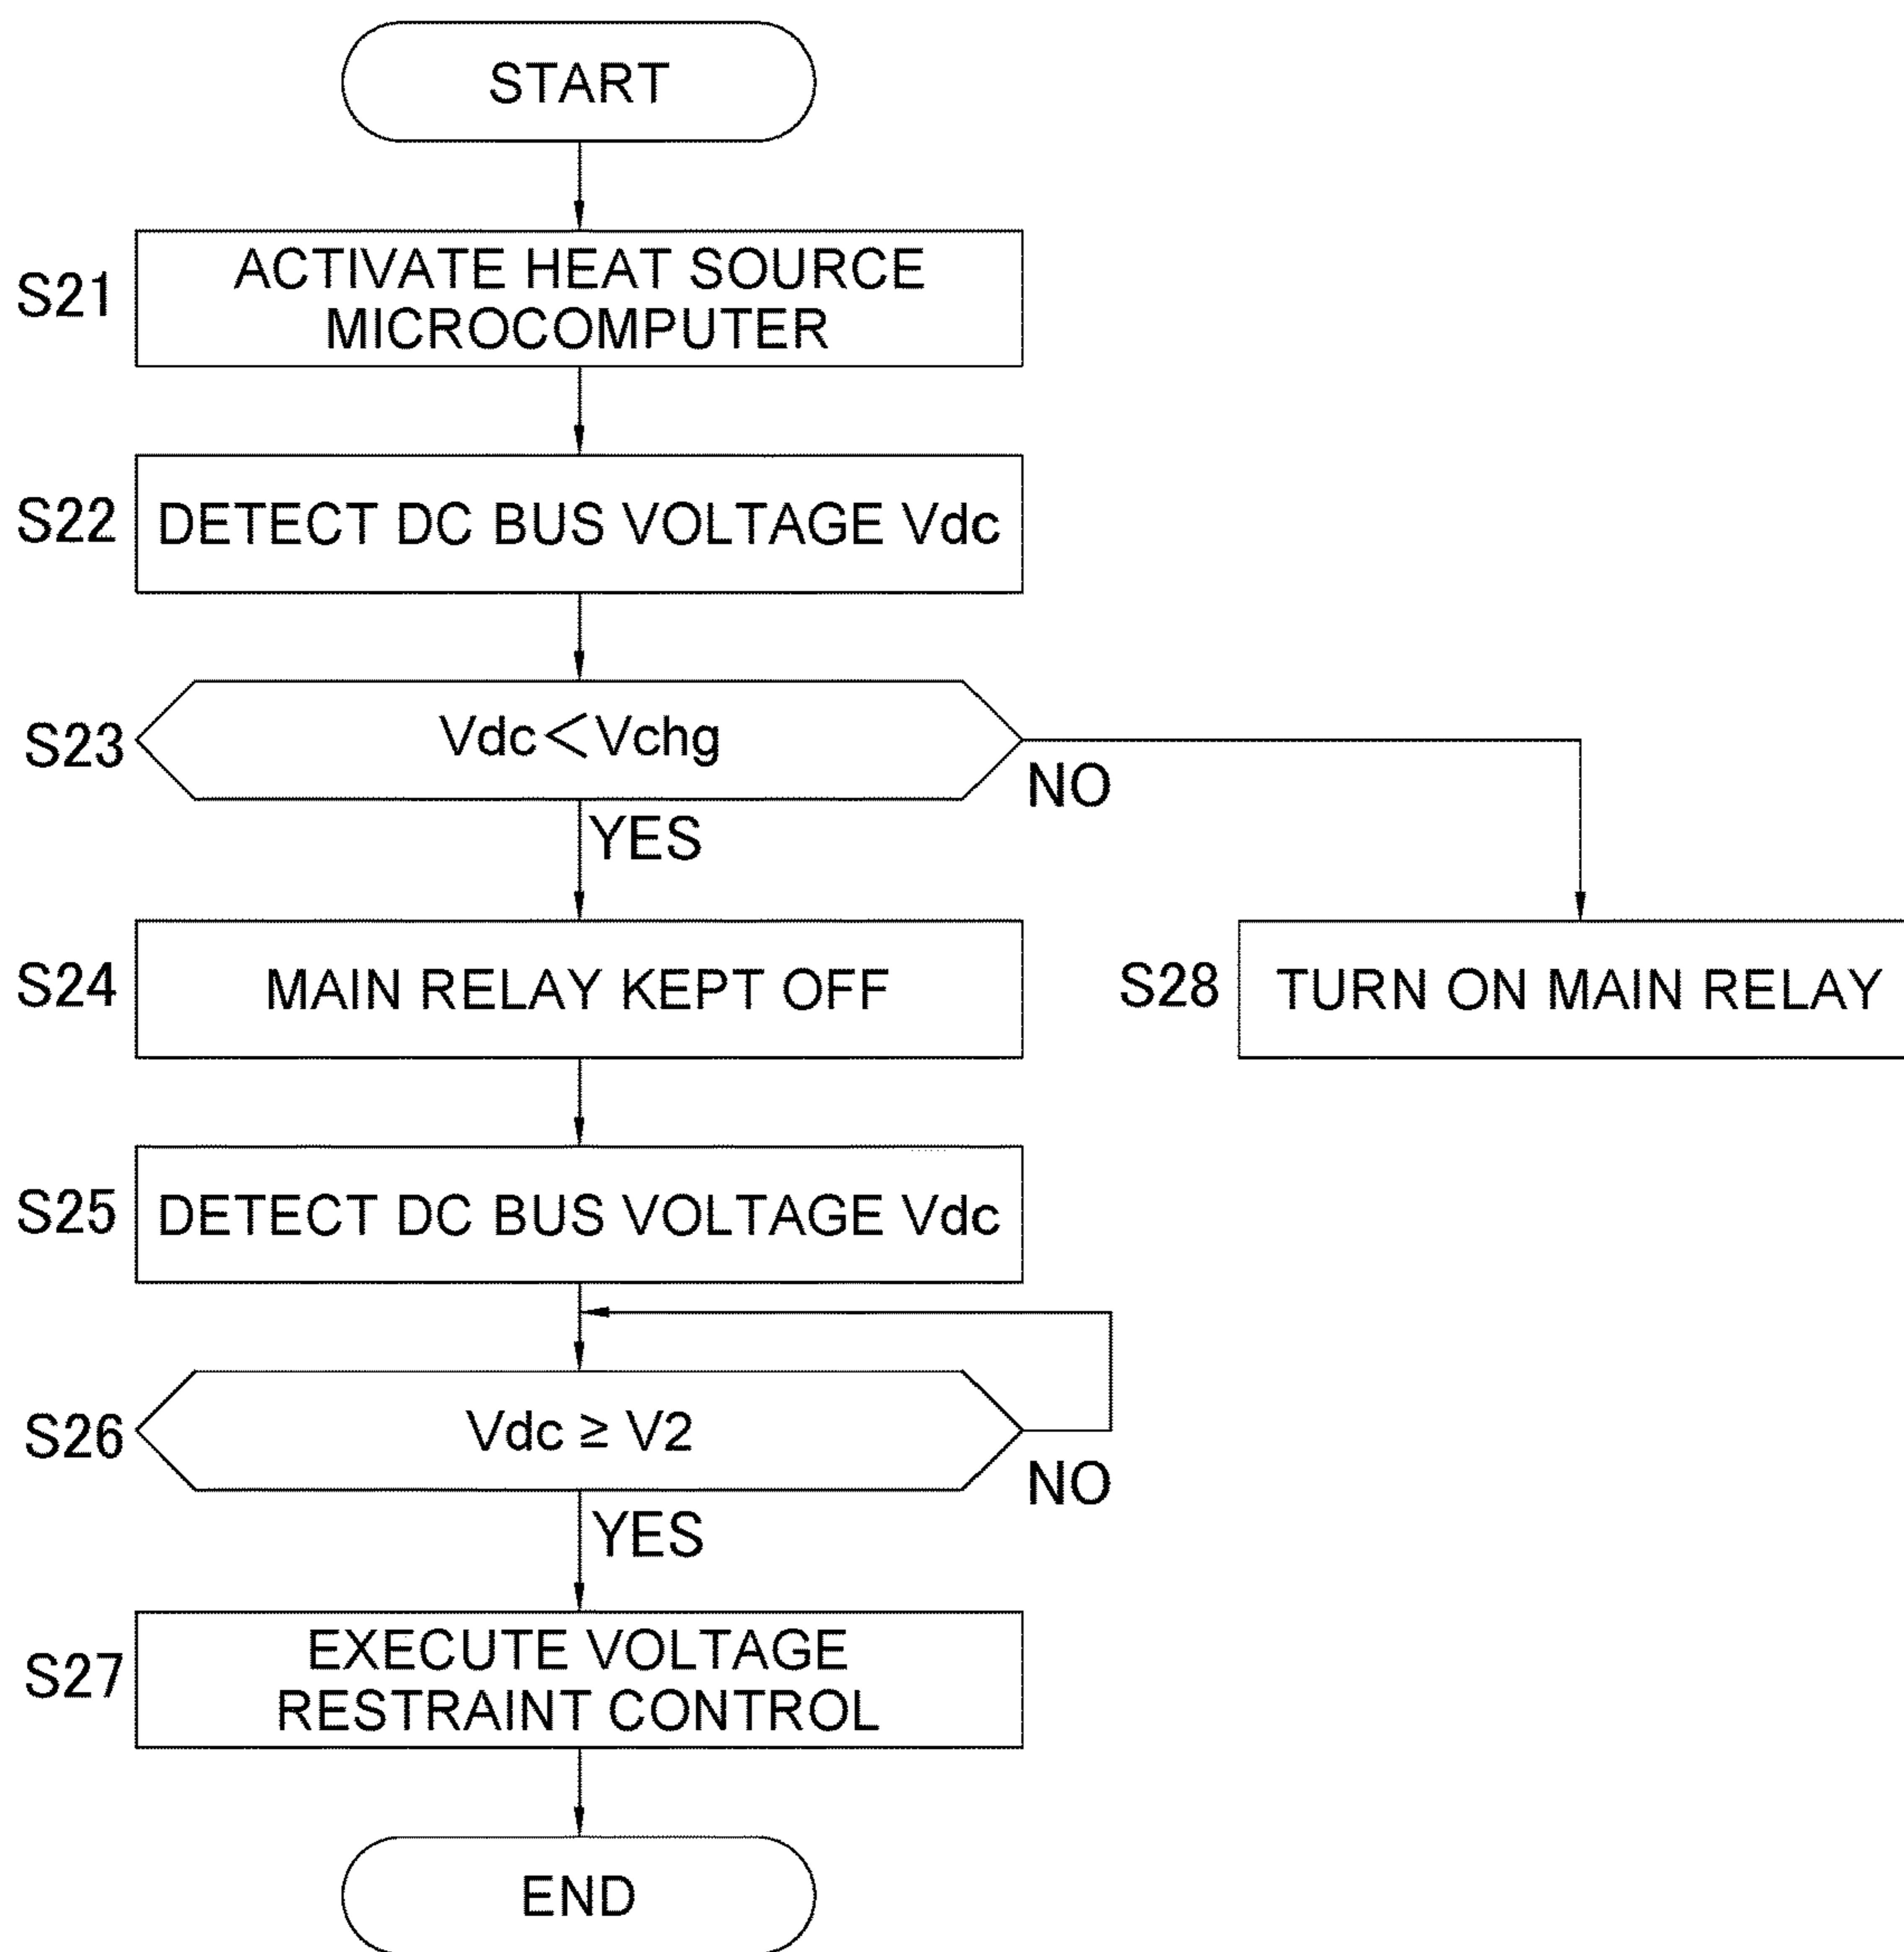 START
S21
ACTIVATE HEAT SOURCE
MICROCOMPUTER
S22
DETECT DC BUS VOLTAGE Vdc
S23
Vdc<Vchg
NO
YES
S24
MAIN RELAY KEPT OFF
S28
TURN ON MAIN RELAY
S25
DETECT DC BUS VOLTAGE Vdc
S26
Vdc ≥ V2
NO
YES
S27
EXECUTE VOLTAGE
RESTRAINT CONTROL
END